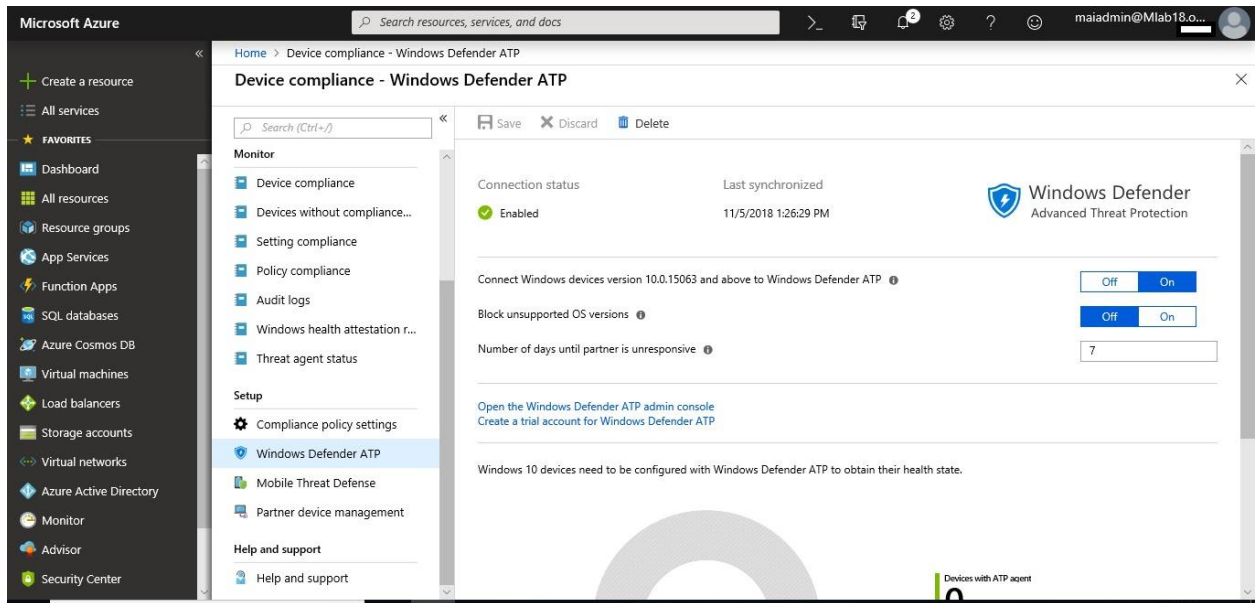 Microsoft Azure
Search resources, services, and docs
2
maiadmin@Mlab18.o...
Home > Device compliance - Windows Defender ATP
Device compliance - Windows Defender ATP
Create a resource
All services
FAVORITES
Dashboard
All resources
Resource groups
App Services
Function Apps
SQL databases
Azure Cosmos DB
Virtual machines
Load balancers
Storage accounts
Virtual networks
Azure Active Directory
Monitor
Advisor
Security Center
Search (Ctrl+/)
Monitor
Device compliance
Devices without compliance...
Setting compliance
Policy compliance
Audit logs
Windows health attestation r...
Threat agent status
Setup
Compliance policy settings
Windows Defender ATP
Mobile Threat Defense
Partner device management
Help and support
Help and support
Save Discard Delete
Connection status
Enabled
Last synchronized
11/5/2018 1:26:29 PM
Windows Defender
Advanced Threat Protection
Connect Windows devices version 10.0.15063 and above to Windows Defender ATP
Off On
Block unsupported OS versions
Off On
Number of days until partner is unresponsive
7
Open the Windows Defender ATP admin console
Create a trial account for Windows Defender ATP
Windows 10 devices need to be configured with Windows Defender ATP to obtain their health state.
Devices with ATP agent
0